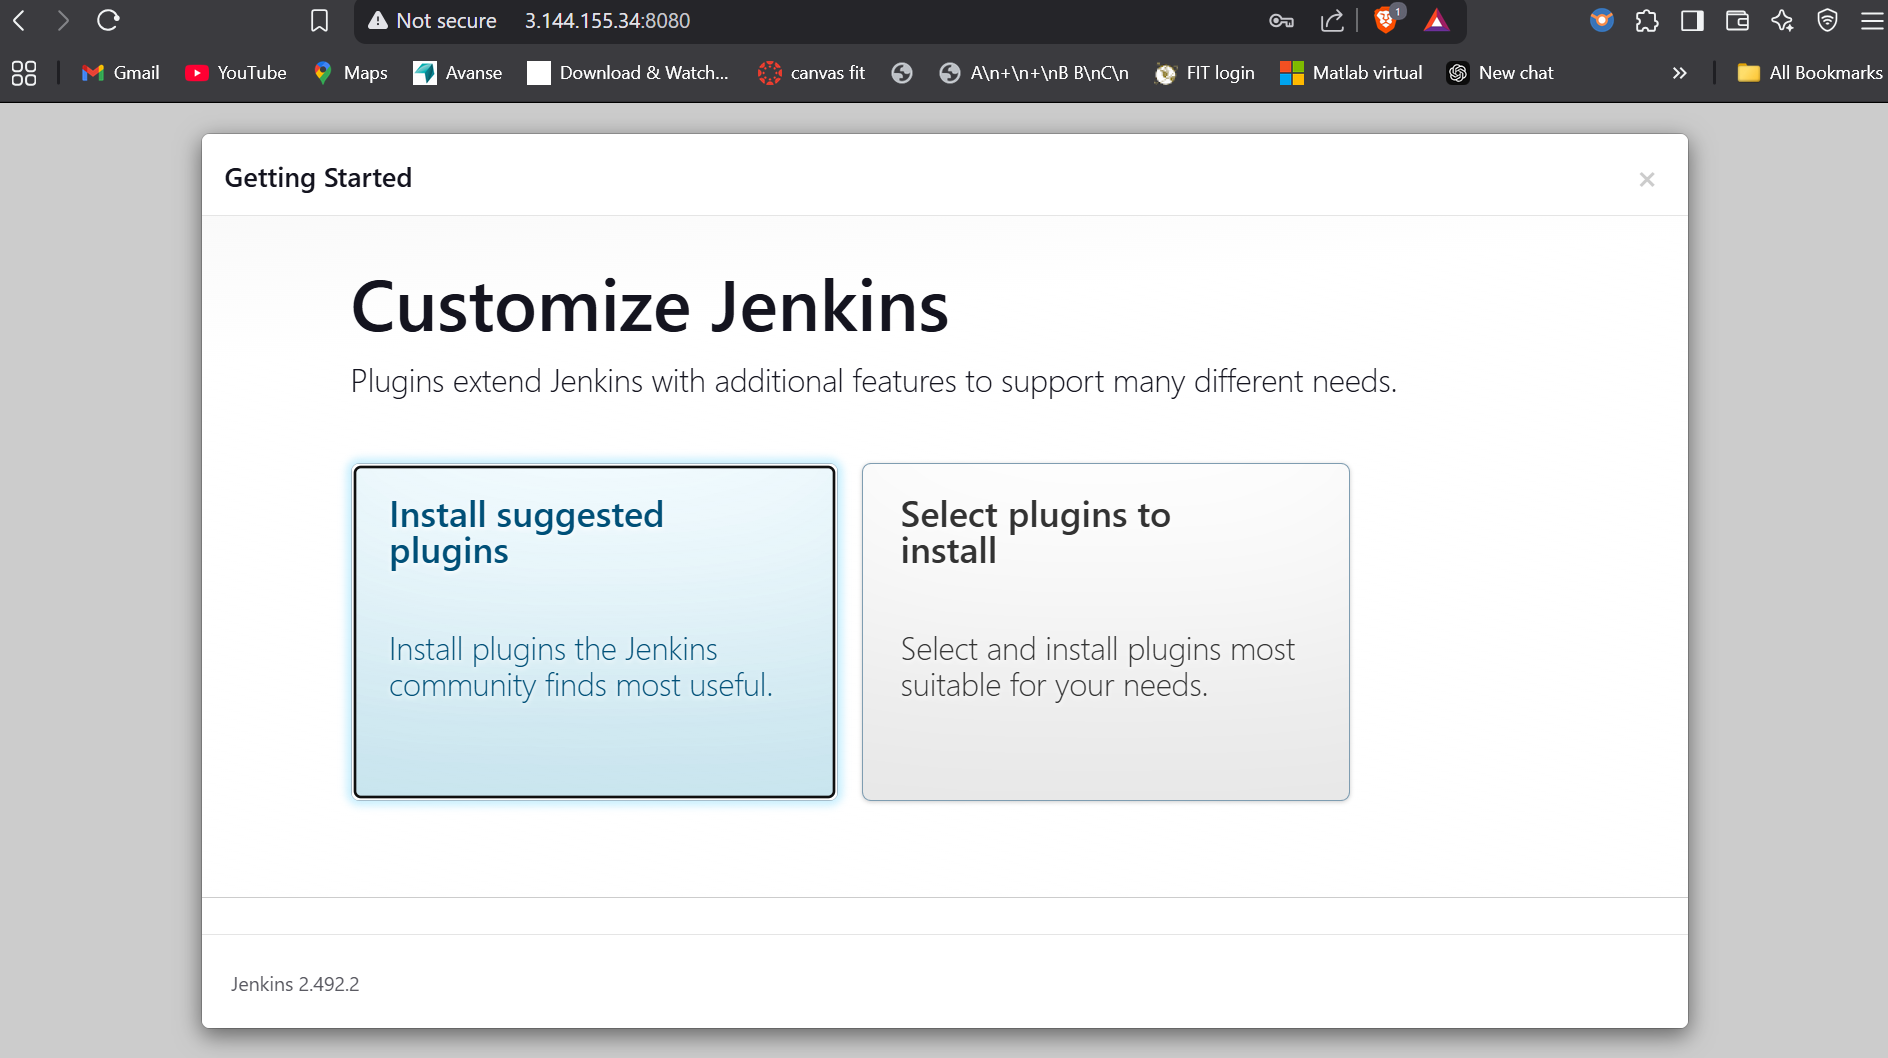 Not secure 3.144.155.34:8080 1
Gmail YouTube Maps Avanse Download & Watch... canvas fit A\n+\n+\nB B\nC\n FIT login Matlab virtual New chat » All Bookmarks
Getting Started ×
Customize Jenkins
Plugins extend Jenkins with additional features to support many different needs.
Install suggested
plugins
Install plugins the Jenkins
community finds most useful.
Select plugins to
install
Select and install plugins most
suitable for your needs.
Jenkins 2.492.2